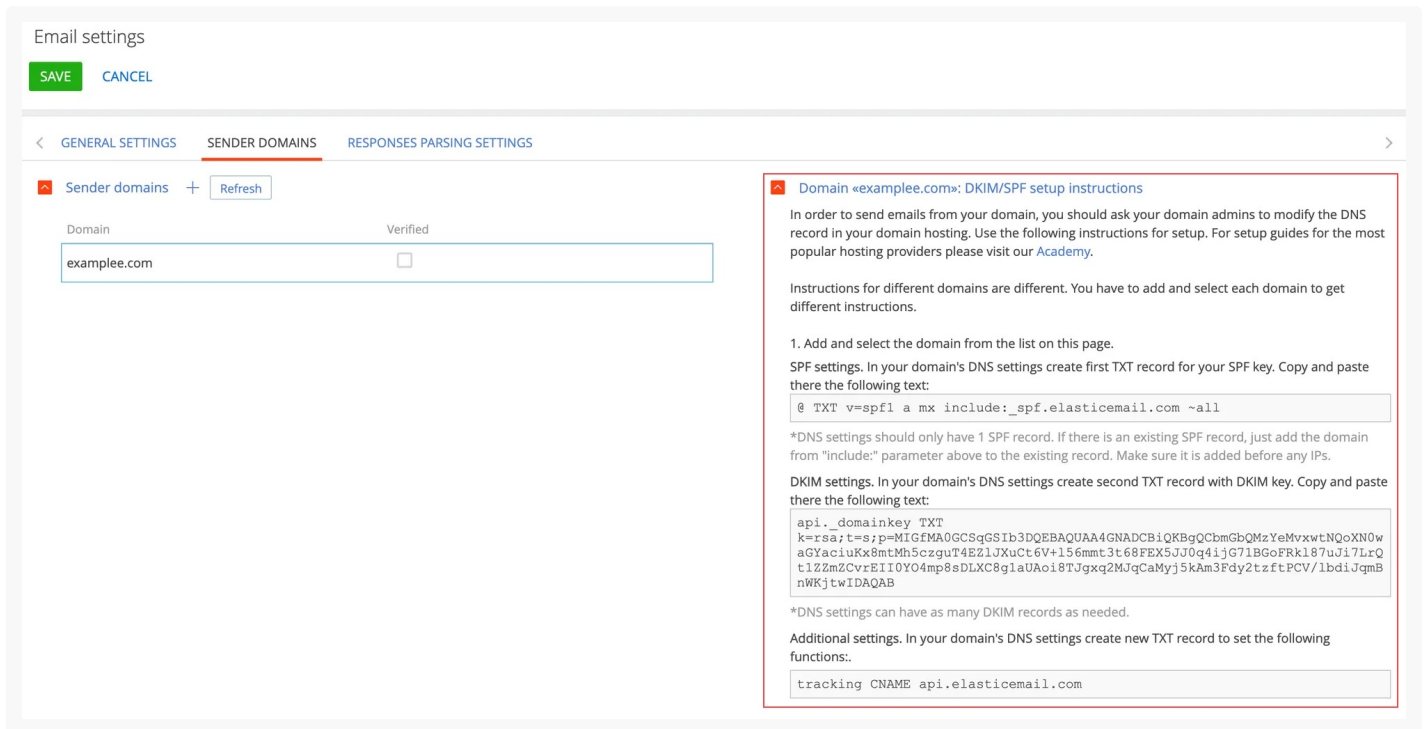 Email settings
SAVE CANCEL
GENERAL SETTINGS SENDER DOMAINS RESPONSES PARSING SETTINGS
Sender domains + Refresh
Domain Verified
examplee.com
Domain «examplee.com»: DKIM/SPF setup instructions
In order to send emails from your domain, you should ask your domain admins to modify the DNS
record in your domain hosting. Use the following instructions for setup. For setup guides for the most
popular hosting providers please visit our Academy.
Instructions for different domains are different. You have to add and select each domain to get
different instructions.
1. Add and select the domain from the list on this page.
SPF settings. In your domain's DNS settings create first TXT record for your SPF key. Copy and paste
there the following text:
@ TXT v=spf1 a mx include:_spf.elasticemail.com ~all
*DNS settings should only have 1 SPF record. If there is an existing SPF record, just add the domain
from "include:" parameter above to the existing record. Make sure it is added before any IPs.
DKIM settings. In your domain's DNS settings create second TXT record with DKIM key. Copy and paste
there the following text:
api._domainkey TXT
k=rsa;t=s;p=MIGfMA0GCSqGSIb3DQEBAQUAA4GNADCBiQKBgQCbmGbQMzYeMvxwtNQoXN0w
aGYaciuKx8mtMh5czguT4EZlJXuCt6V+l56mmt3t68FEX5JJ0q4ijG71BGoFRkl87uJi7LrQ
t1ZZmZCvrEII0YO4mp8sDLXC8g1aUAoi8TJgxq2MJqCaMyj5kAm3Fdy2tzftPCV/lbdiJqmB
nWKjtwIDAQAB
*DNS settings can have as many DKIM records as needed.
Additional settings. In your domain's DNS settings create new TXT record to set the following
functions:.
tracking CNAME api.elasticemail.com